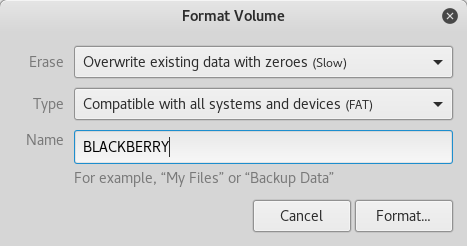 Format Volume
Erase Overwrite existing data with zeroes (Slow)
Type Compatible with all systems and devices (FAT)
Name BLACKBERRY
For example, “My Files” or “Backup Data”
Cancel Format...